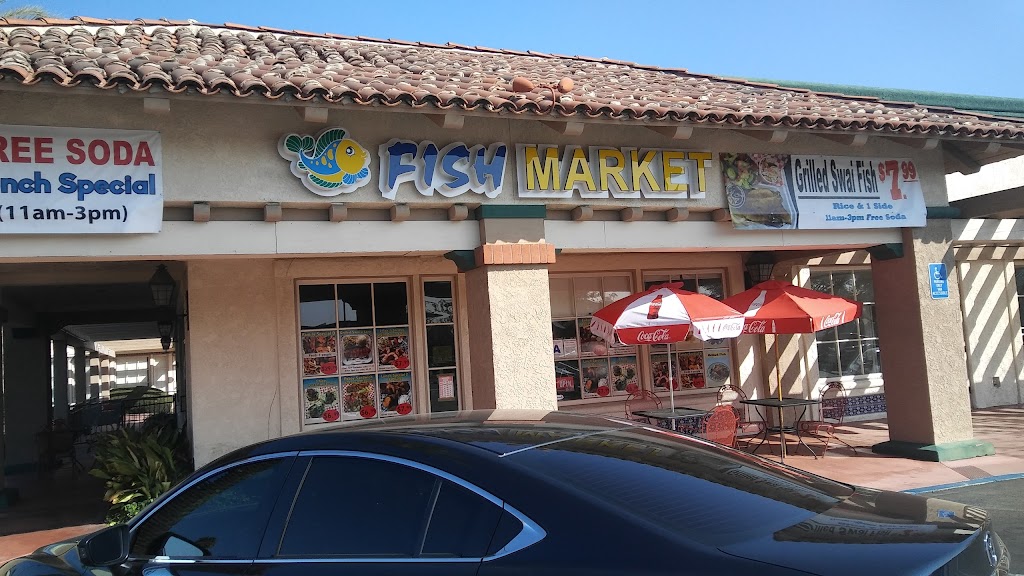 REE SODA
nch Special
(11am-3pm)
FISH MARKET
Grilled Swai Fish $7.99
Rice & 1 Side
11am-3pm Free Soda
Coca-Cola
Coca-Cola